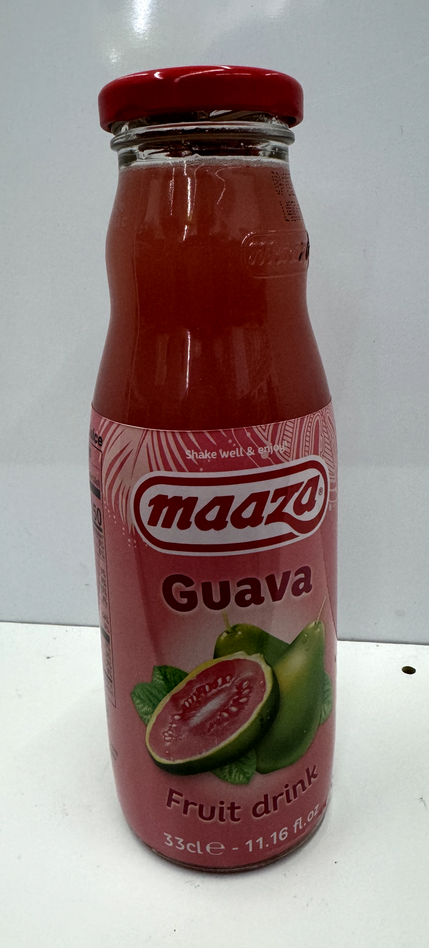 Shake well & enjoy
maaza®
Guava
Fruit drink
33cl ℮ - 11.16 fl.oz